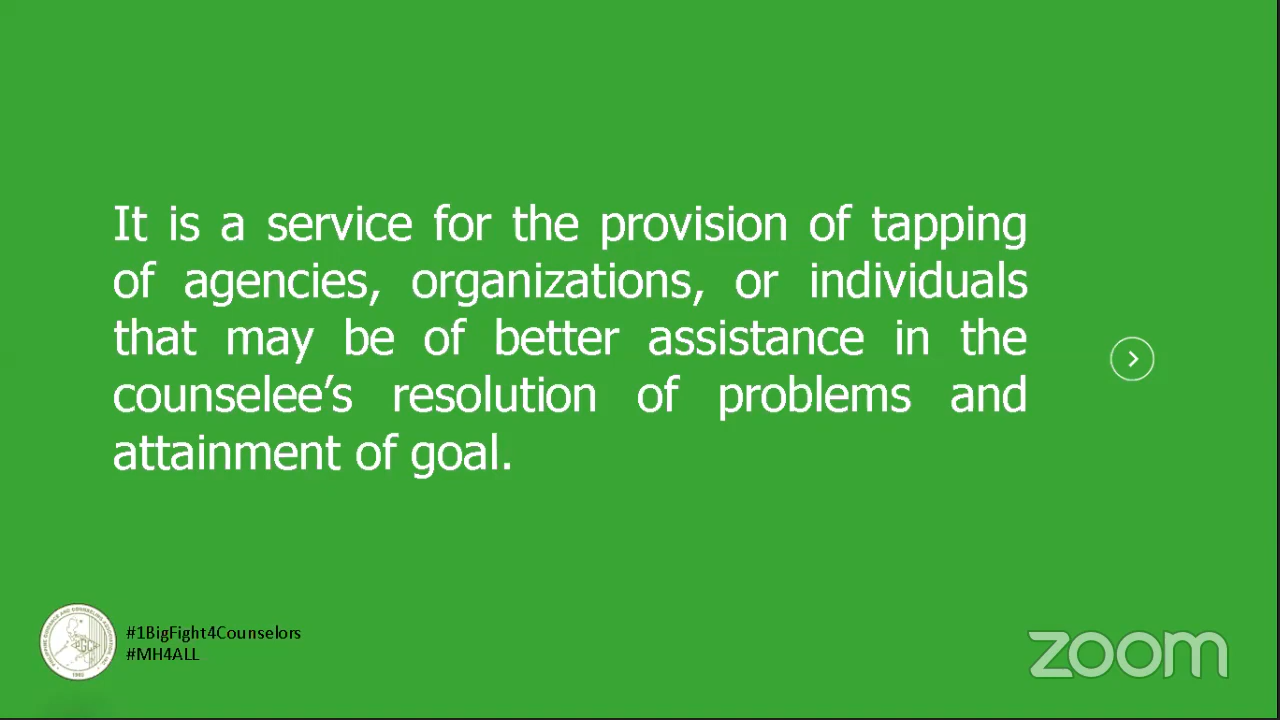 It is a service for the provision of tapping
of agencies, organizations, or individuals
that may be of better assistance in the
counselee’s resolution of problems and
attainment of goal.
#1BigFight4Counselors
#MH4ALL
zoom